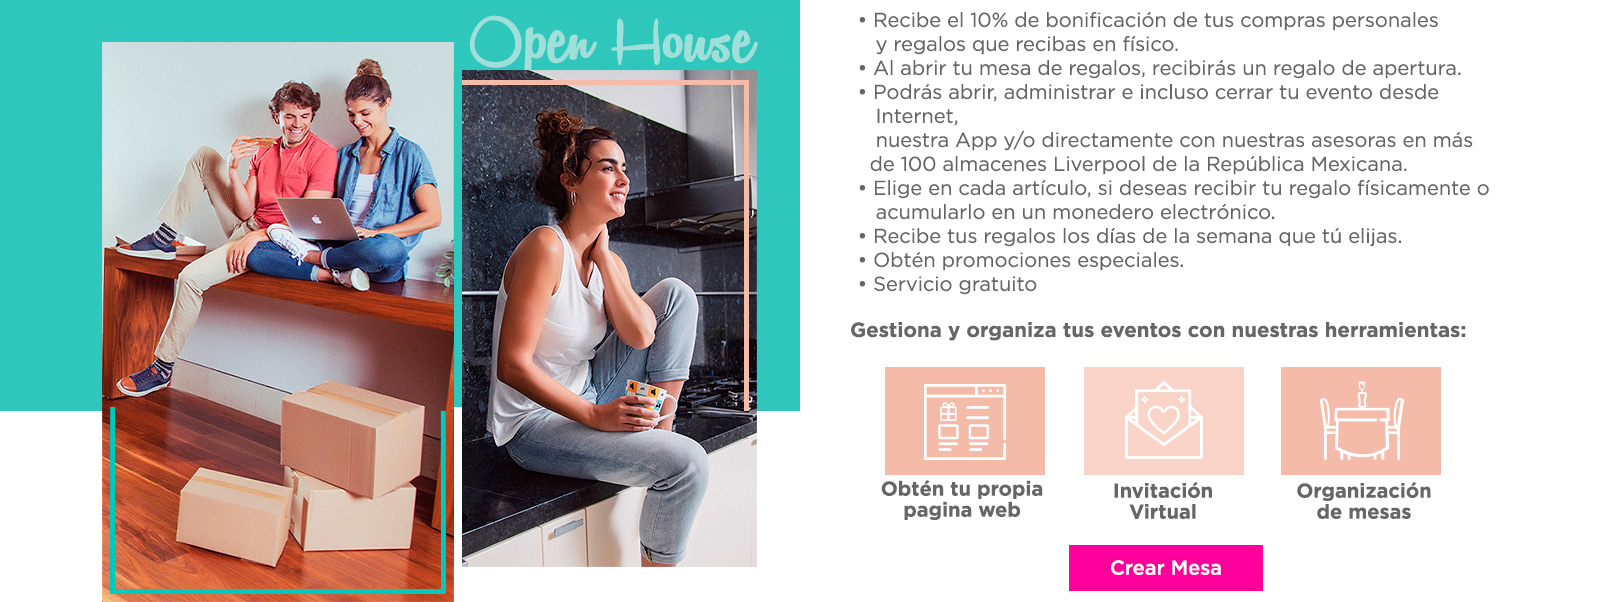 Open House
• Recibe el 10% de bonificación de tus compras personales
y regalos que recibas en físico.
• Al abrir tu mesa de regalos, recibirás un regalo de apertura.
• Podrás abrir, administrar e incluso cerrar tu evento desde
Internet,
nuestra App y/o directamente con nuestras asesoras en más
de 100 almacenes Liverpool de la República Mexicana.
• Elige en cada artículo, si deseas recibir tu regalo físicamente o
acumularlo en un monedero electrónico.
• Recibe tus regalos los días de la semana que tú elijas.
• Obtén promociones especiales.
• Servicio gratuito
Gestiona y organiza tus eventos con nuestras herramientas:
Obtén tu propia
pagina web
Invitación
Virtual
Organización
de mesas
Crear Mesa